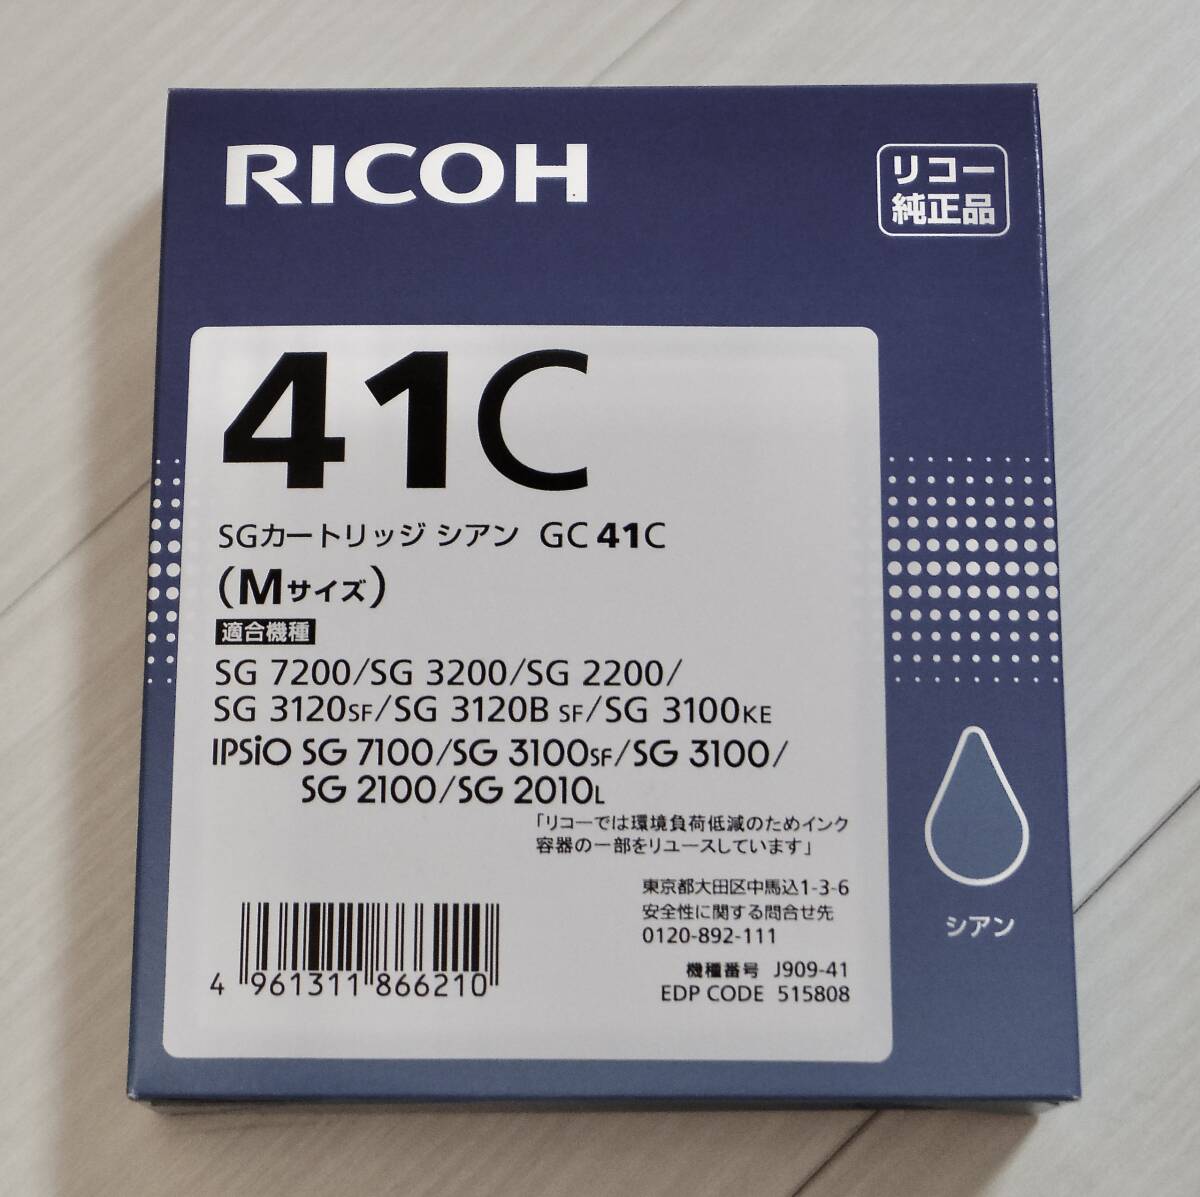 RICOH
リコー
純正品
41C
SGカートリッジ シアン GC 41C
(Mサイズ)
適合機種
SG 7200/SG 3200/SG 2200/
SG 3120SF/SG 3120B SF/SG 3100KE
IPSiO SG 7100/SG 3100SF/SG 3100/
SG 2100/SG 2010L
「リコーでは環境負荷低減のためインク
容器の一部をリユースしています」
東京都大田区中馬込1-3-6
安全性に関する問合せ先
0120-892-111
機種番号 J909-41
EDP CODE 515808
4 961311 866210
シアン